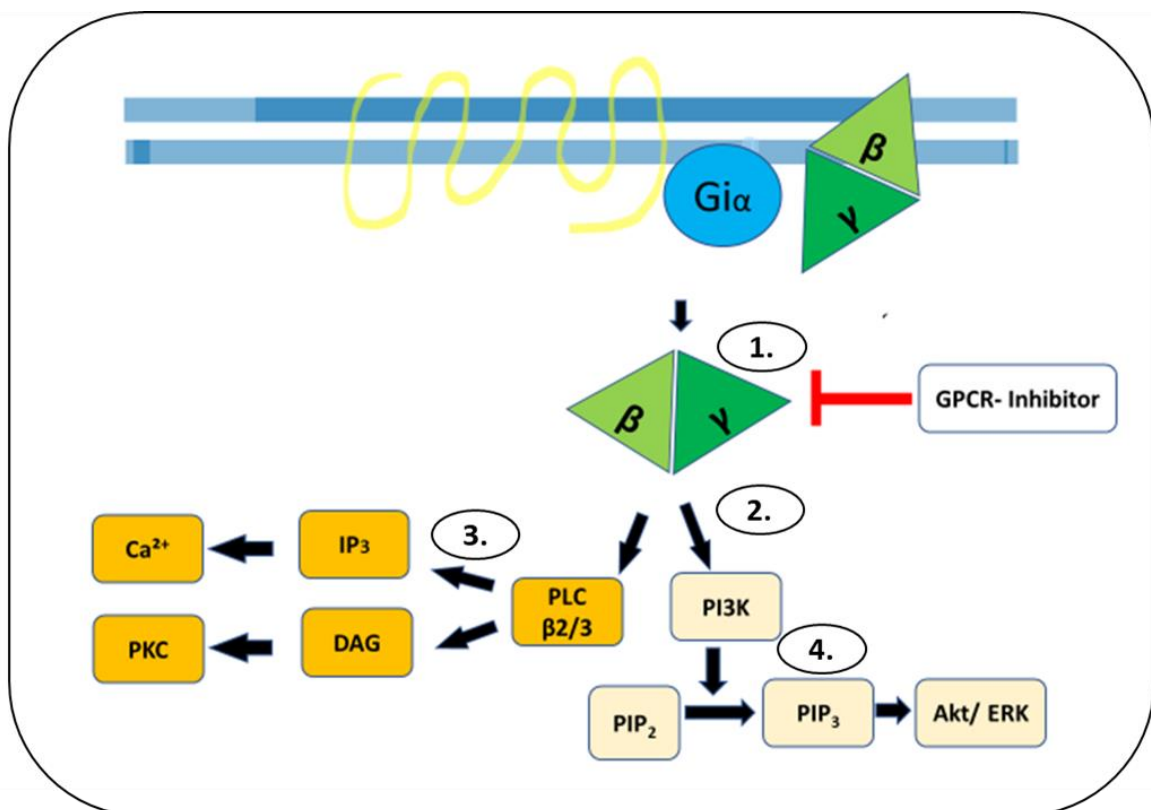 β
Giα
γ
1.
GPCR- Inhibitor
β
γ
2.
3.
Ca²⁺
IP₃
PLC
β2/3
PI3K
PKC
DAG
4.
PIP₂
PIP₃
Akt/ ERK